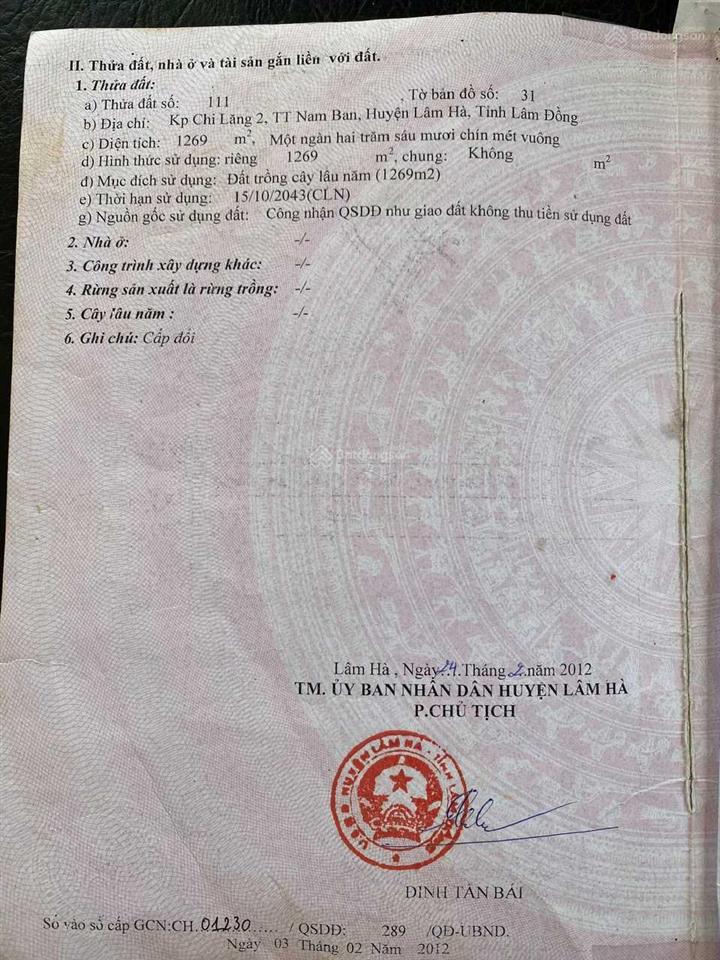 Batdongsan
II. Thửa đất, nhà ở và tài sản gắn liền với đất.
1. Thửa đất:
a) Thửa đất số: 111 , Tờ bản đồ số: 31
b) Địa chỉ: Kp Chi Lăng 2, TT Nam Ban, Huyện Lâm Hà, Tỉnh Lâm Đồng
c) Diện tích: 1269 m², Một ngàn hai trăm sáu mươi chín mét vuông
d) Hình thức sử dụng: riêng 1269 m², chung: Không m²
đ) Mục đích sử dụng: Đất trồng cây lâu năm (1269m2)
e) Thời hạn sử dụng: 15/10/2043(CLN)
g) Nguồn gốc sử dụng đất: Công nhận QSDĐ như giao đất không thu tiền sử dụng đất
2. Nhà ở: -/-
3. Công trình xây dựng khác: -/-
4. Rừng sản xuất là rừng trồng: -/-
5. Cây lâu năm : -/-
6. Ghi chú: Cấp đổi
Batdongsan
Lâm Hà , Ngày 24 Tháng 2 năm 2012
TM. ỦY BAN NHÂN DÂN HUYỆN LÂM HÀ
P.CHỦ TỊCH
U.B.N.D HUYỆN LÂM HÀ - TỈNH LÂM ĐỒNG
ĐINH TẤN BÁI
Số vào sổ cấp GCN:CH.01230..... / QSDĐ: 289 /QĐ-UBND.
Ngày 03 Tháng 02 Năm 2012